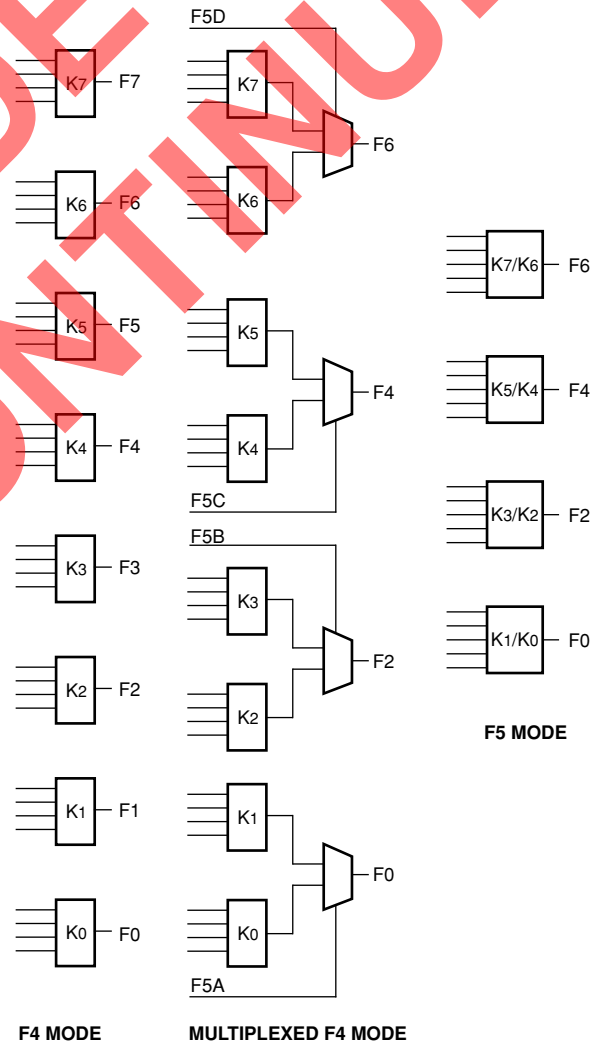 K7 F7
K6 F6
K5 F5
K4 F4
K3 F3
K2 F2
K1 F1
K0 F0
F4 MODE
F5D
K7
F6
K6
K5
F4
K4
F5C
F5B
K3
F2
K2
K1
F0
K0
F5A
MULTIPLEXED F4 MODE
K7/K6 F6
K5/K4 F4
K3/K2 F2
K1/K0 F0
F5 MODE